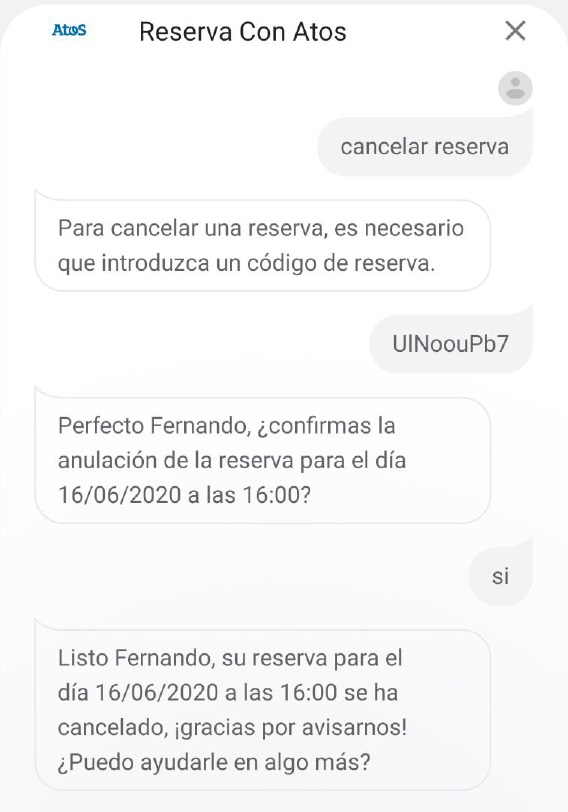 Atos
Reserva Con Atos
cancelar reserva
Para cancelar una reserva, es necesario
que introduzca un código de reserva.
UlNoouPb7
Perfecto Fernando, ¿confirmas la
anulación de la reserva para el día
16/06/2020 a las 16:00?
si
Listo Fernando, su reserva para el
día 16/06/2020 a las 16:00 se ha
cancelado, ¡gracias por avisarnos!
¿Puedo ayudarle en algo más?